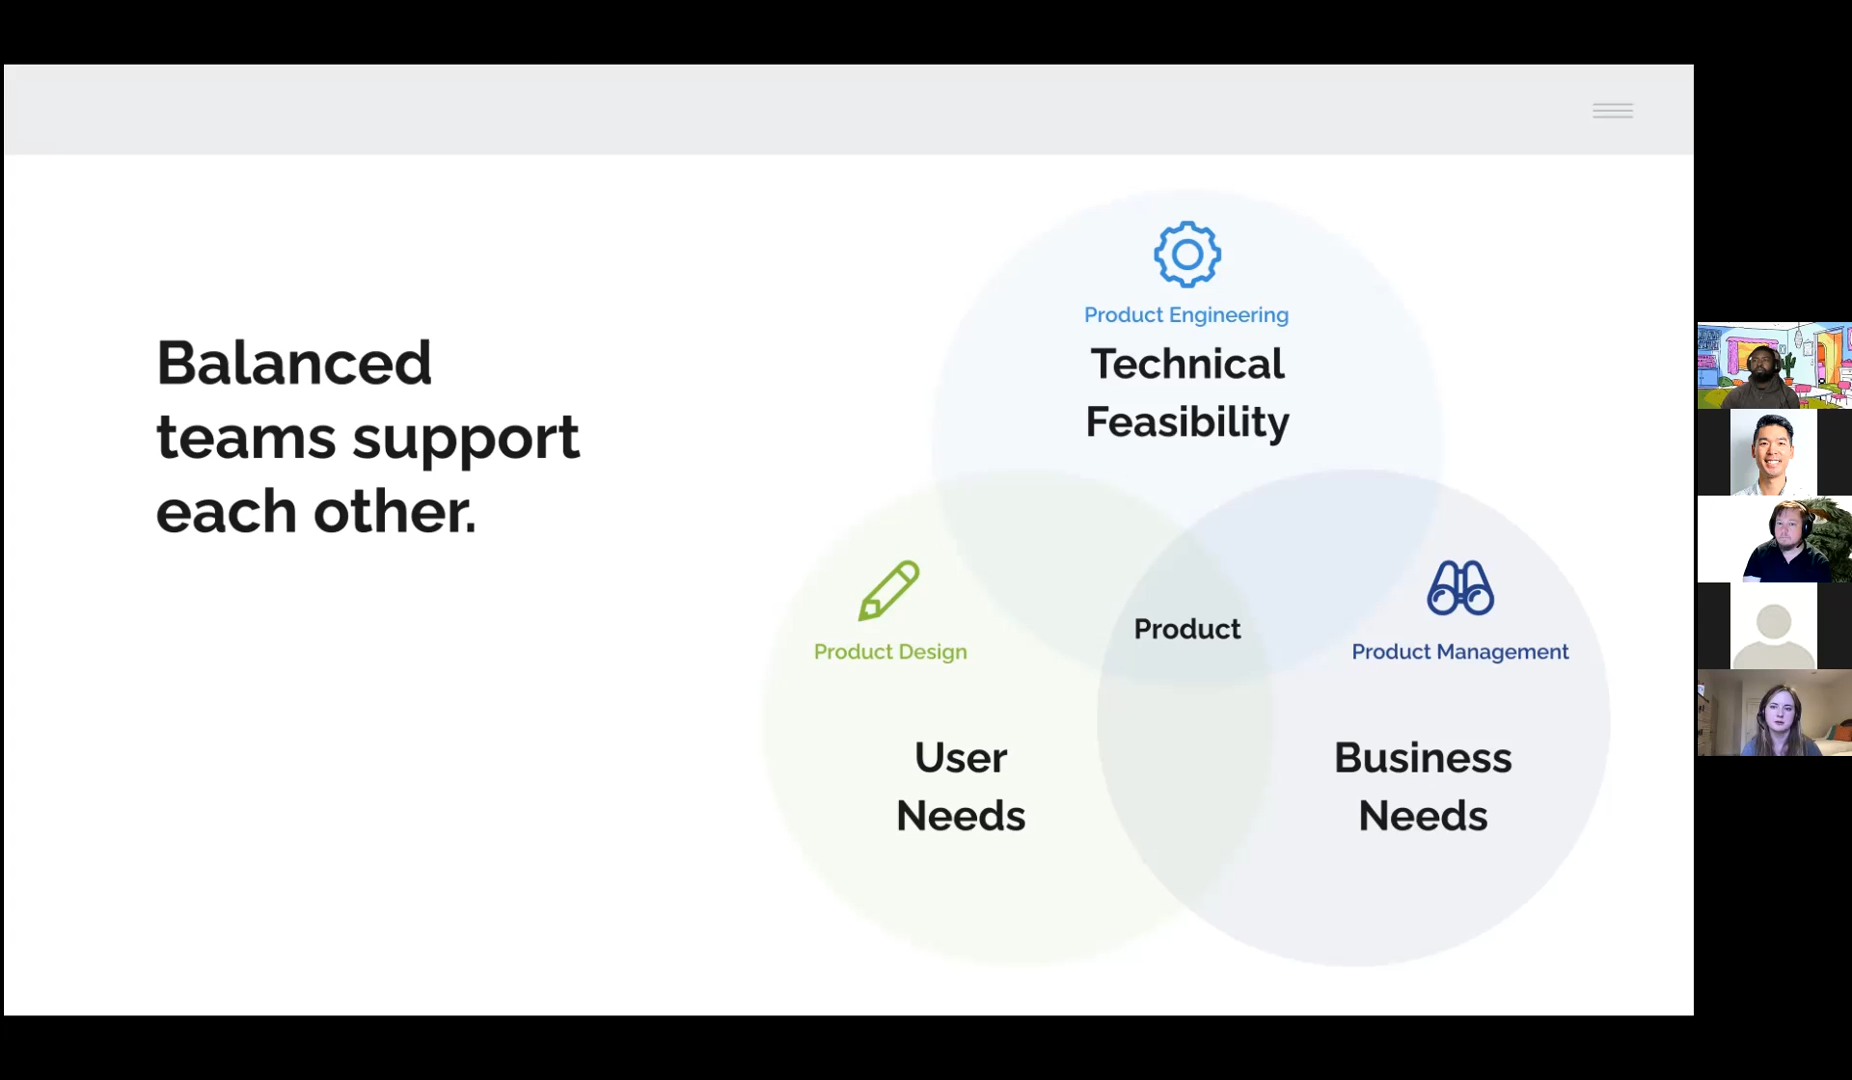 Balanced
teams support
each other.
Product Engineering
Technical
Feasibility
Product Design
User
Needs
Product
Product Management
Business
Needs